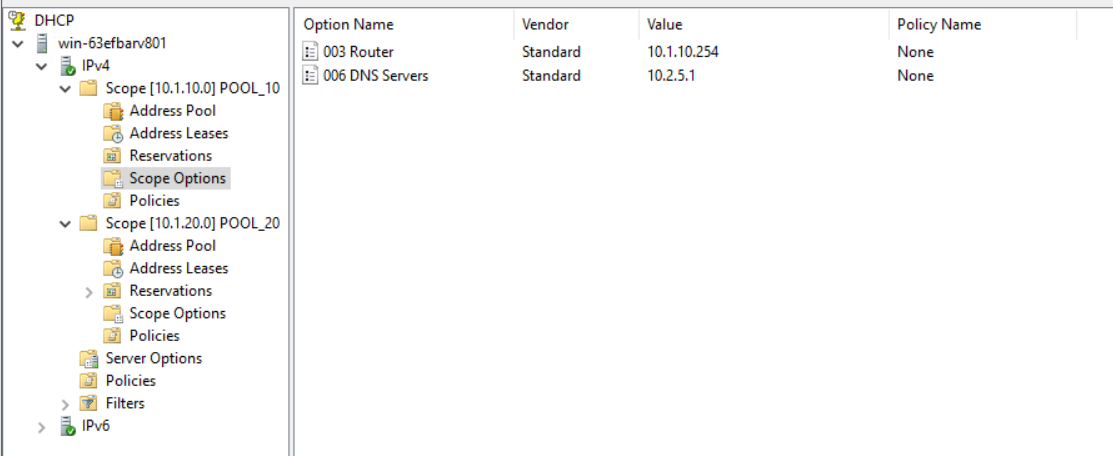 DHCP
win-63efbarv801
IPv4
Scope [10.1.10.0] POOL_10
Address Pool
Address Leases
Reservations
Scope Options
Policies
Scope [10.1.20.0] POOL_20
Address Pool
Address Leases
Reservations
Scope Options
Policies
Server Options
Policies
Filters
IPv6
Option Name Vendor Value Policy Name
003 Router Standard 10.1.10.254 None
006 DNS Servers Standard 10.2.5.1 None